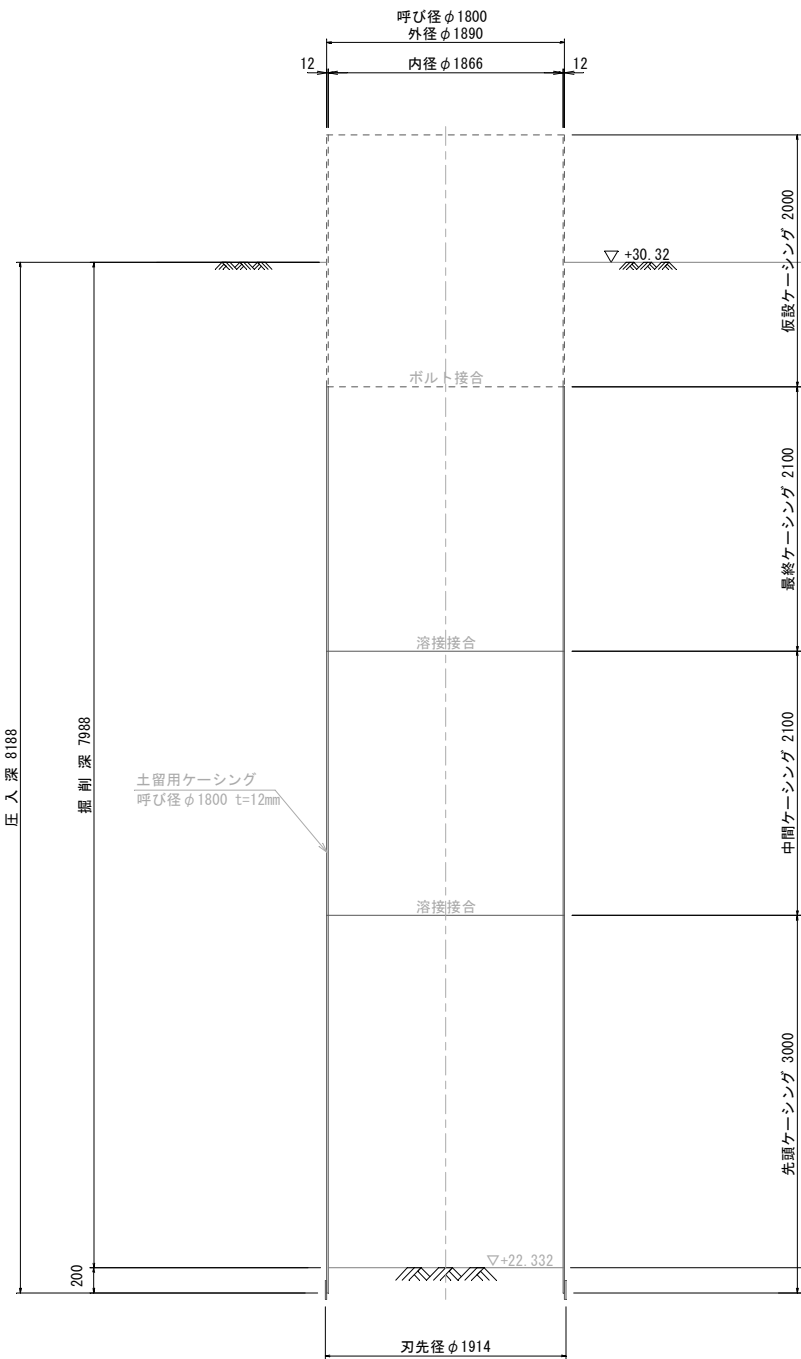 呼び径φ1800
外径φ1890
12
内径φ1866
12
仮設ケーシング 2000
▽ +30.32
ボルト接合
最終ケーシング 2100
溶接接合
圧 入 深 8188
掘 削 深 7988
中間ケーシング 2100
土留用ケーシング
呼び径φ1800 t=12mm
溶接接合
先頭ケーシング 3000
▽+22.332
200
刃先径φ1914